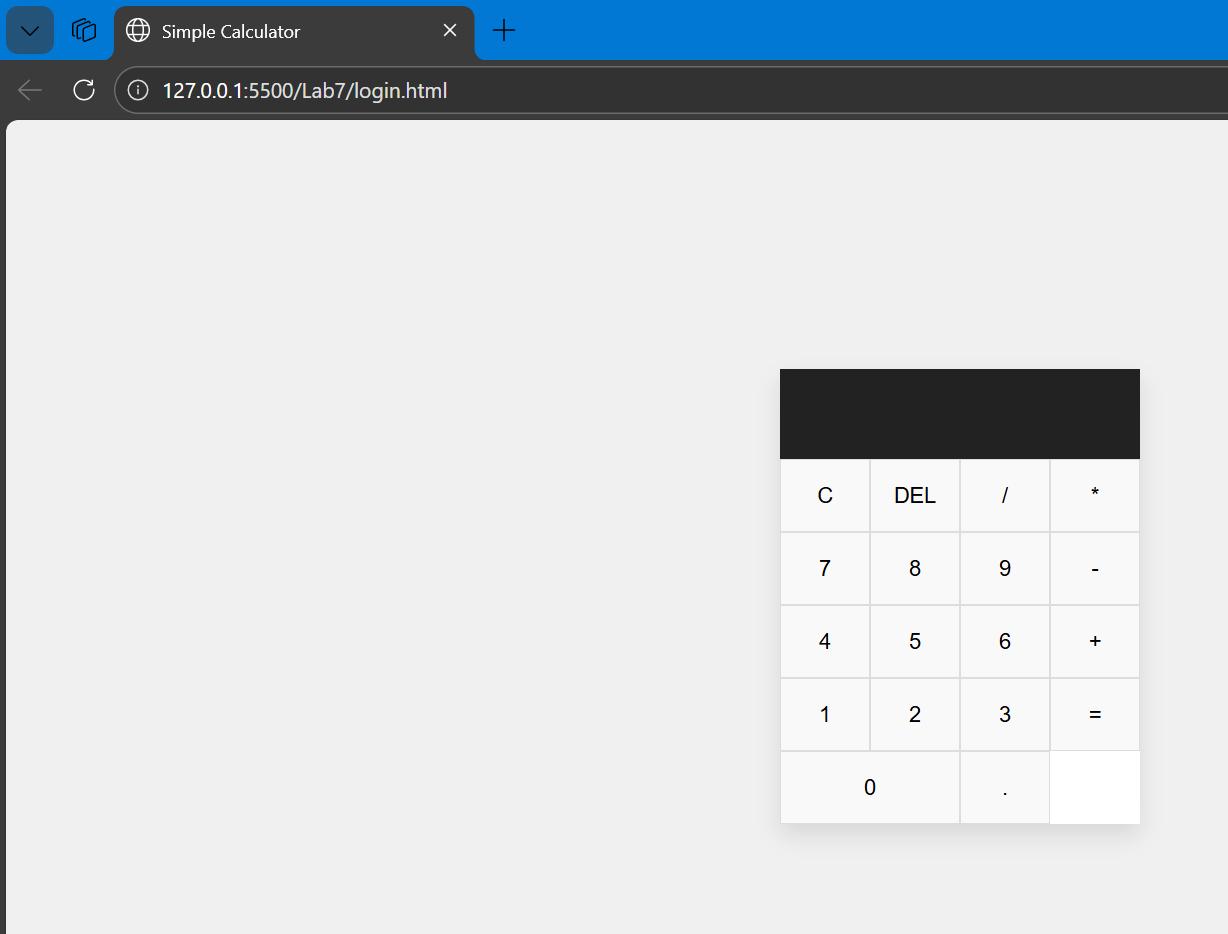 Simple Calculator
127.0.0.1:5500/Lab7/login.html
C DEL / *
7 8 9 -
4 5 6 +
1 2 3 =
0 .